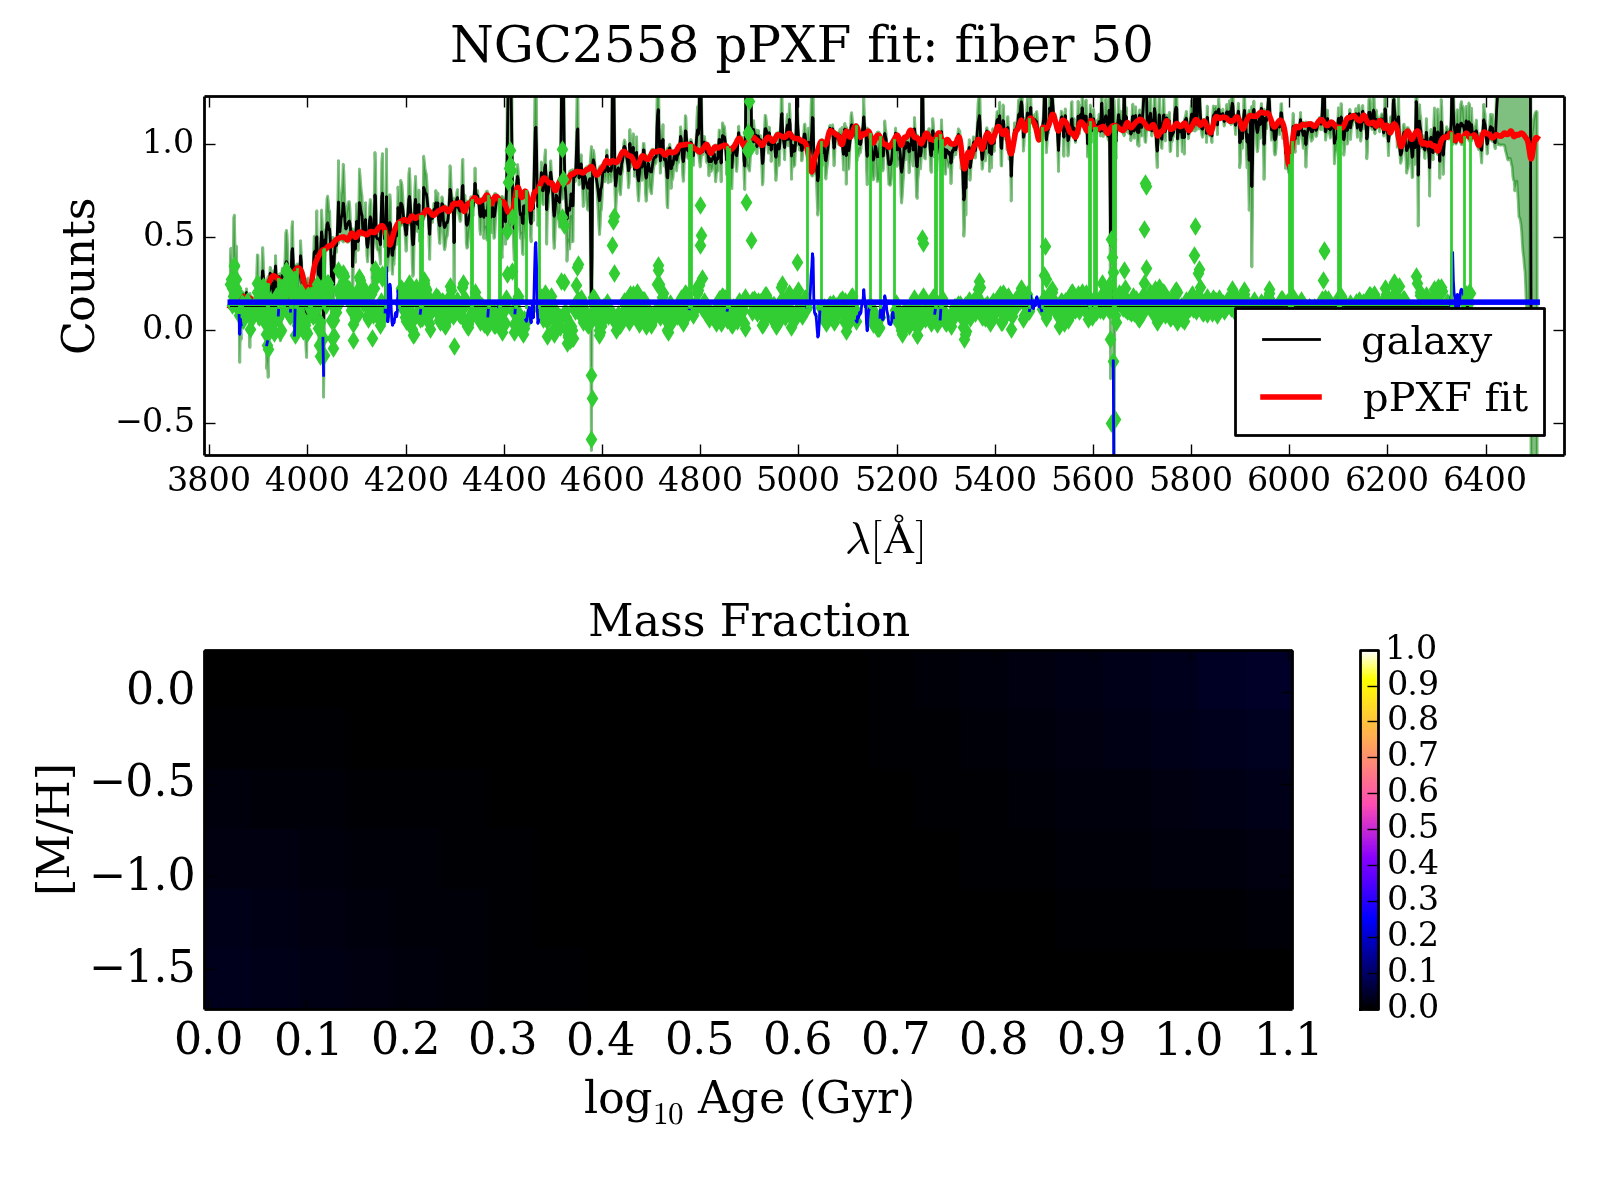 NGC2558 pPXF fit: fiber 50
Counts
1.0
0.5
0.0
−0.5
galaxy
pPXF fit
3800 4000 4200 4400 4600 4800 5000 5200 5400 5600 5800 6000 6200 6400
λ[Å]
Mass Fraction
[M/H]
0.0
−0.5
−1.0
−1.5
0.0 0.1 0.2 0.3 0.4 0.5 0.6 0.7 0.8 0.9 1.0 1.1
log₁₀ Age (Gyr)
1.0
0.9
0.8
0.7
0.6
0.5
0.4
0.3
0.2
0.1
0.0